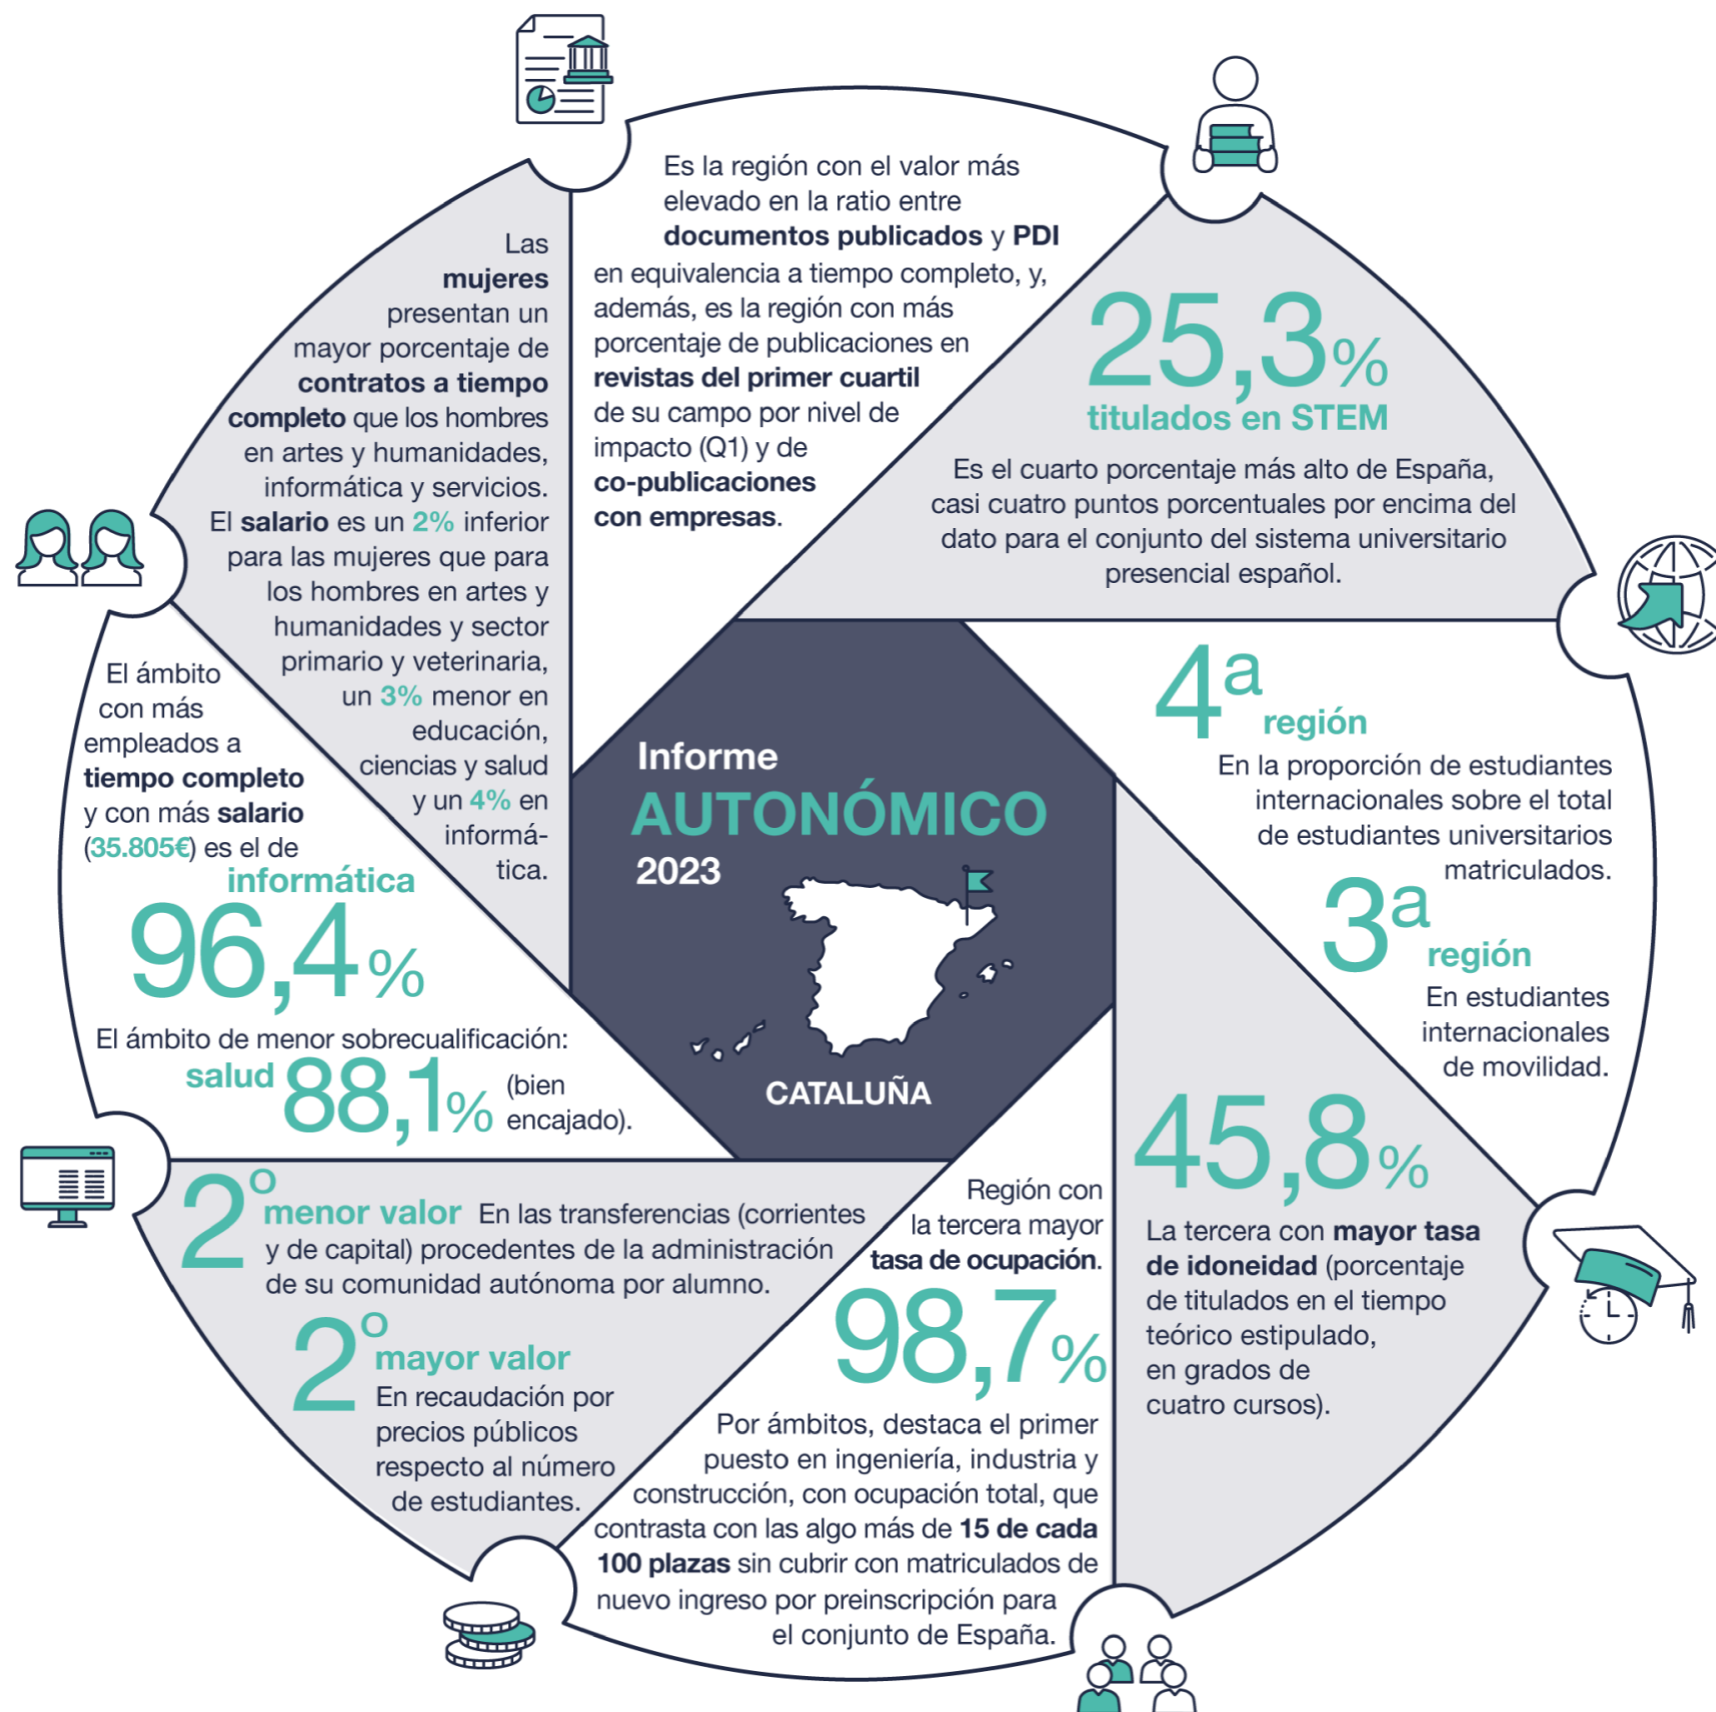 Es la región con el valor más
elevado en la ratio entre
documentos publicados y PDI
en equivalencia a tiempo completo, y,
además, es la región con más
porcentaje de publicaciones en
revistas del primer cuartil
de su campo por nivel de
impacto (Q1) y de
co-publicaciones
con empresas.
25,3%
titulados en STEM
Es el cuarto porcentaje más alto de España,
casi cuatro puntos porcentuales por encima del
dato para el conjunto del sistema universitario
presencial español.
4ª
región
En la proporción de estudiantes
internacionales sobre el total
de estudiantes universitarios
matriculados.
3ª
región
En estudiantes
internacionales
de movilidad.
45,8%
La tercera con mayor tasa
de idoneidad (porcentaje
de titulados en el tiempo
teórico estipulado,
en grados de
cuatro cursos).
Región con
la tercera mayor
tasa de ocupación.
98,7%
Por ámbitos, destaca el primer
puesto en ingeniería, industria y
construcción, con ocupación total, que
contrasta con las algo más de 15 de cada
100 plazas sin cubrir con matriculados de
nuevo ingreso por preinscripción para
el conjunto de España.
2º
menor valor En las transferencias (corrientes
y de capital) procedentes de la administración
de su comunidad autónoma por alumno.
2º
mayor valor
En recaudación por
precios públicos
respecto al número
de estudiantes.
El ámbito
con más
empleados a
tiempo completo
y con más salario
(35.805€) es el de
informática
96,4%
El ámbito de menor sobrecualificación:
salud 88,1% (bien
encajado).
Las
mujeres
presentan un
mayor porcentaje de
contratos a tiempo
completo que los hombres
en artes y humanidades,
informática y servicios.
El salario es un 2% inferior
para las mujeres que para
los hombres en artes y
humanidades y sector
primario y veterinaria,
un 3% menor en
educación,
ciencias y salud
y un 4% en
informá-
tica.
Informe
AUTONÓMICO
2023
CATALUÑA